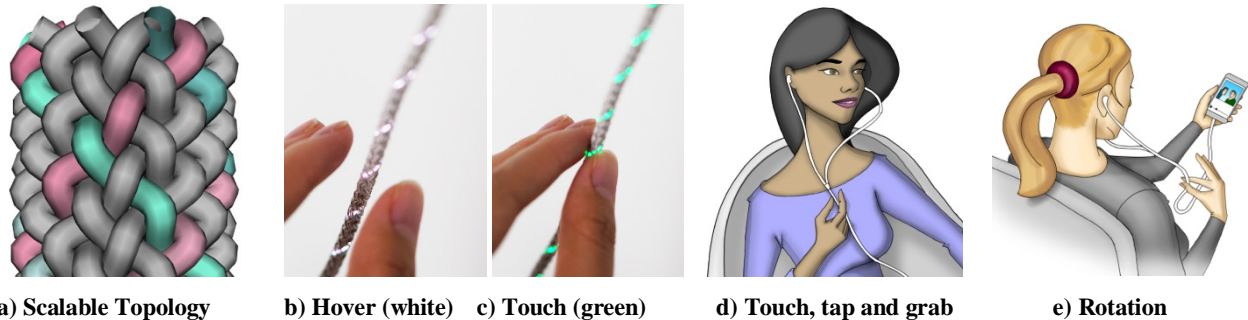 a) Scalable Topology b) Hover (white) c) Touch (green) d) Touch, tap and grab e) Rotation